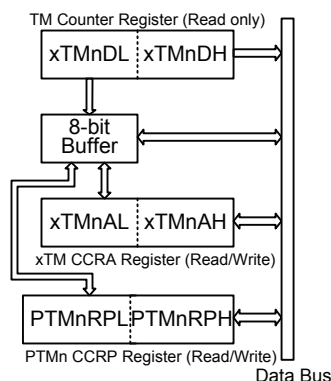 TM Counter Register (Read only)
xTMnDL xTMnDH
8-bit
Buffer
xTMnAL xTMnAH
xTM CCRA Register (Read/Write)
PTMnRPL PTMnRPH
PTMn CCRP Register (Read/Write)
Data Bus